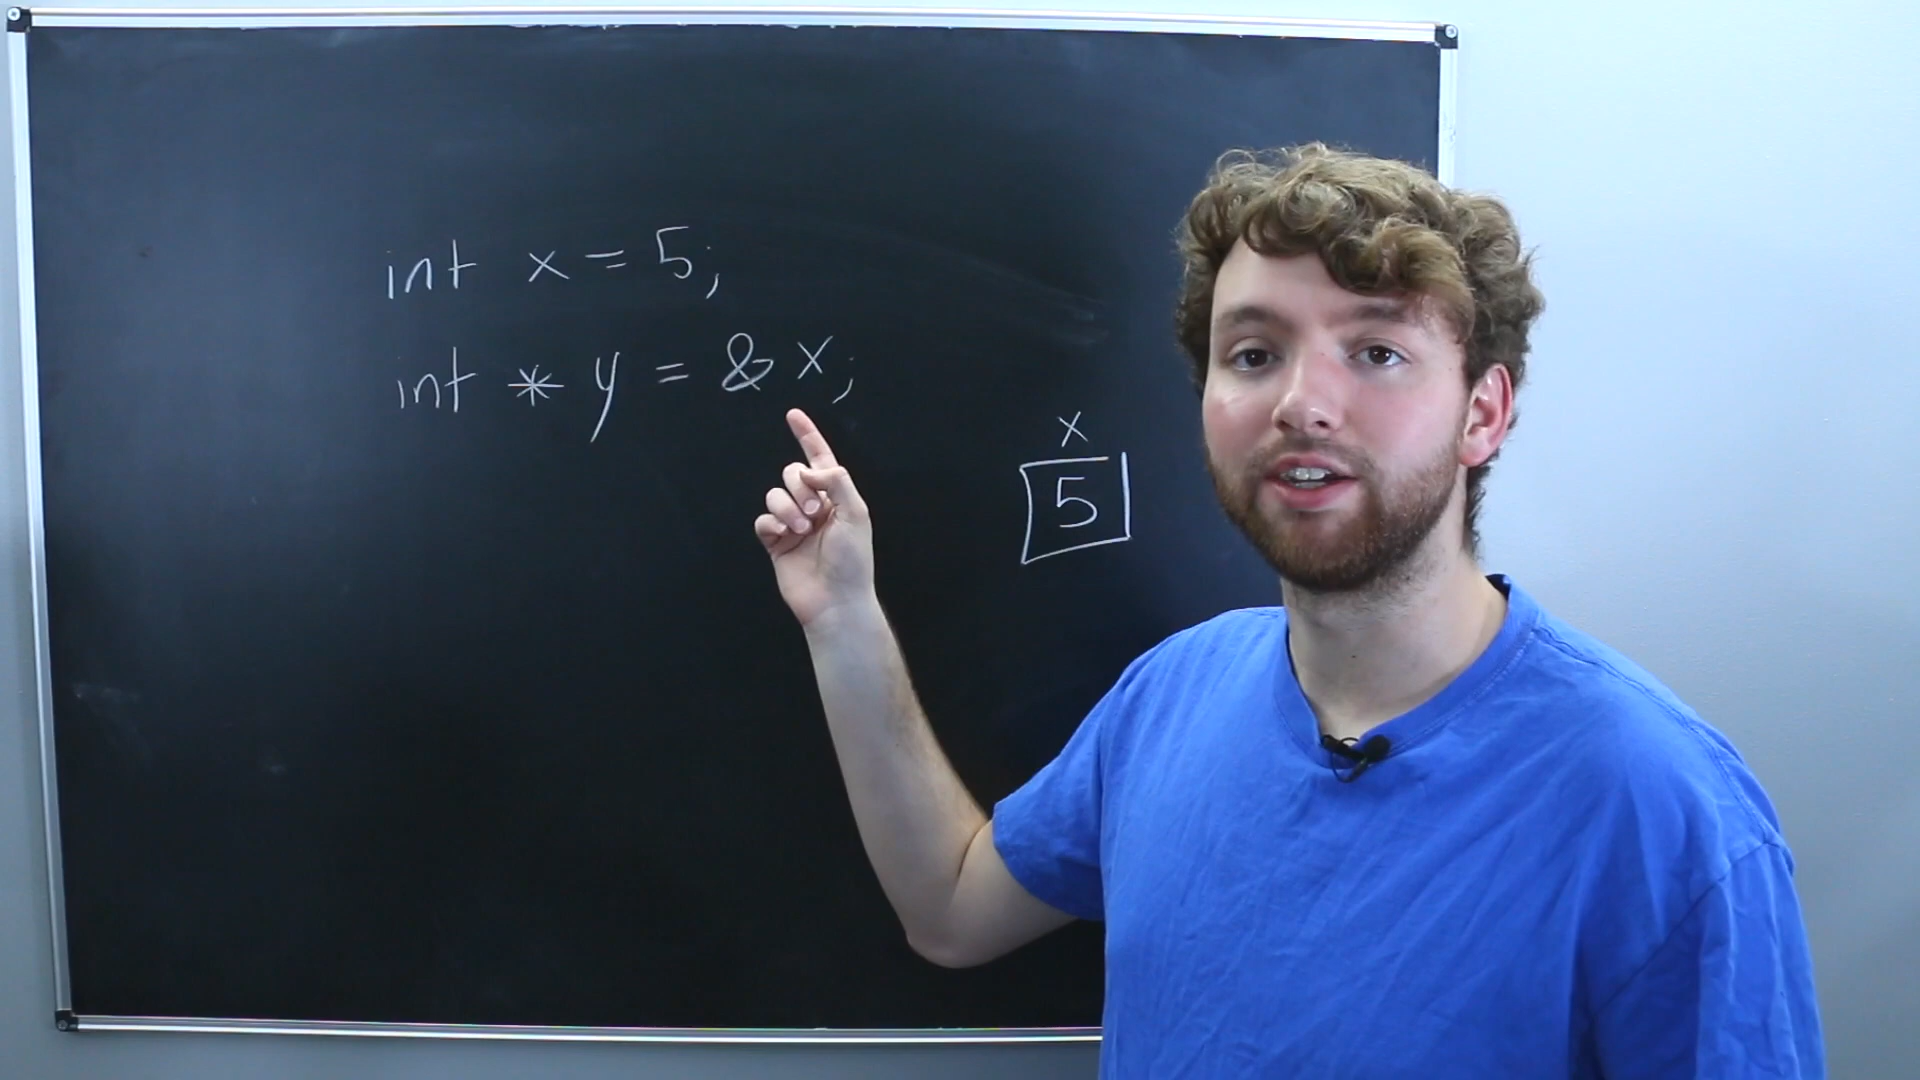 int x = 5;
int * y = & x;
x
5